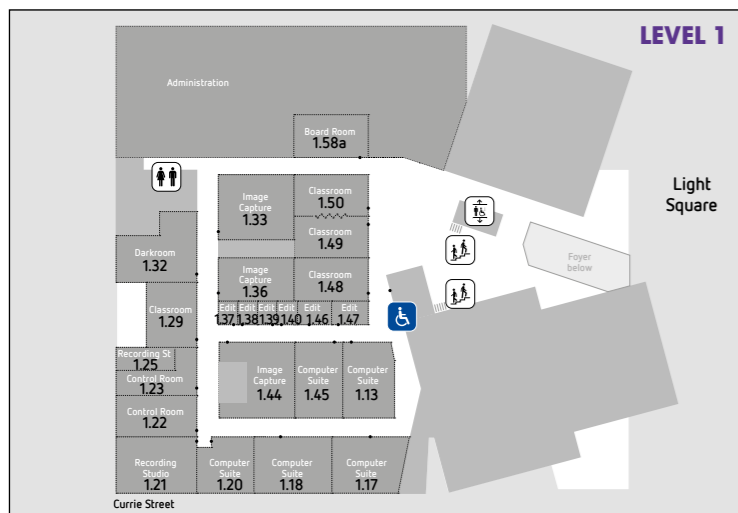 LEVEL 1
Administration
Board Room
1.58a
Light
Square
Image
Capture
1.33
Classroom
1.50
Classroom
1.49
Darkroom
1.32
Image
Capture
1.36
Classroom
1.48
Foyer
below
Classroom
1.29
Edit
1.37
Edit
1.38
Edit
1.39
Edit
1.40
Edit
1.46
Edit
1.47
Recording St
1.25
Control Room
1.23
Image
Capture
1.44
Computer
Suite
1.45
Computer
Suite
1.13
Control Room
1.22
Recording
Studio
1.21
Computer
Suite
1.20
Computer
Suite
1.18
Computer
Suite
1.17
Currie Street